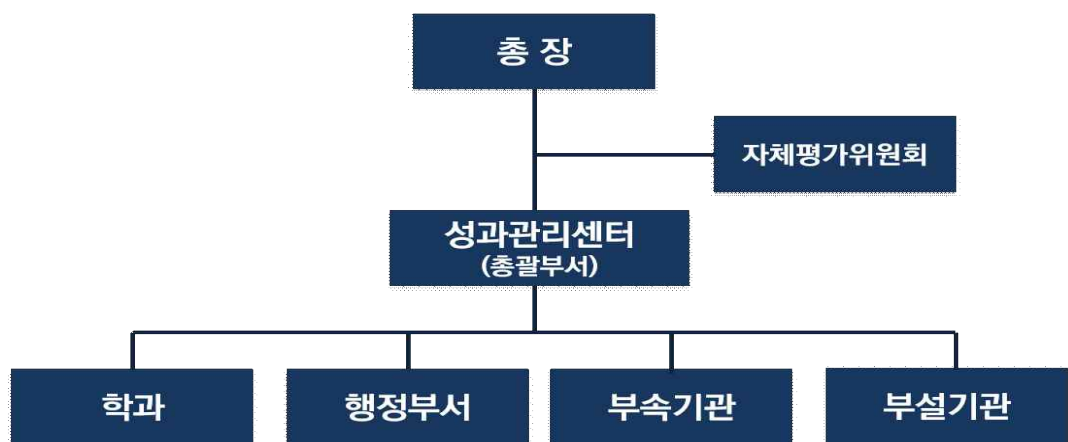 총 장
자체평가위원회
성과관리센터
(총괄부서)
학과
행정부서
부속기관
부설기관